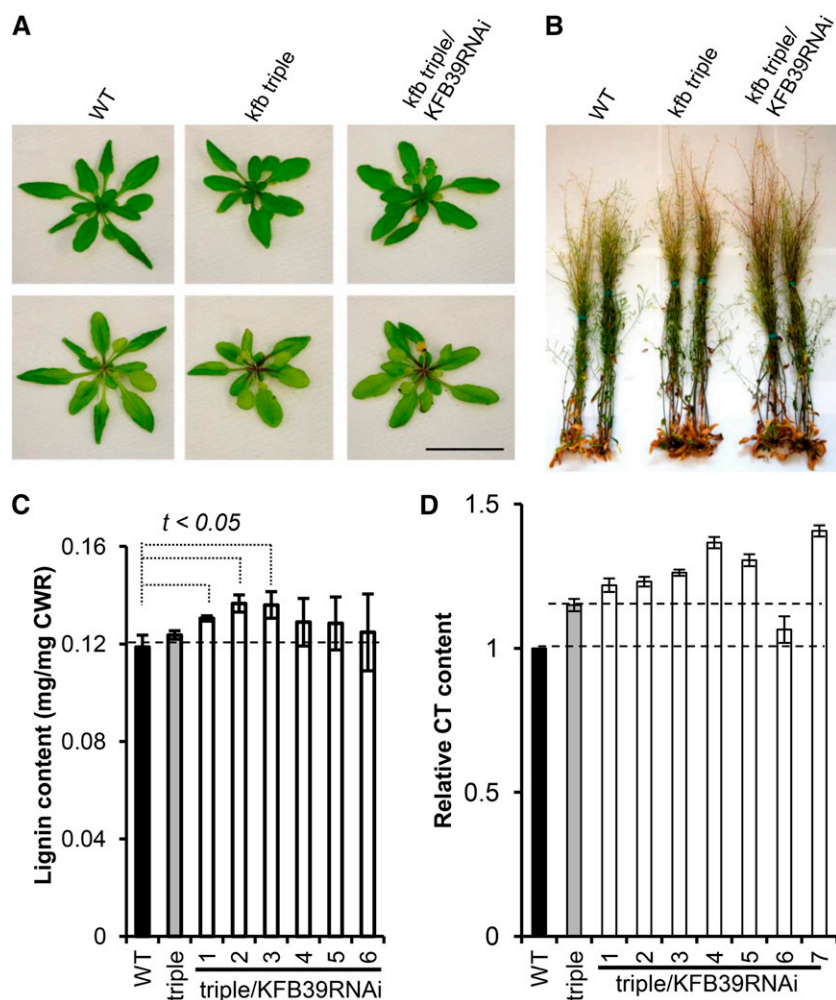 A
WT
kfb triple
kfb triple/
KFB39RNAi
B
WT
kfb triple
kfb triple/
KFB39RNAi
C
t < 0.05
Lignin content (mg/mg CWR)
0.16
0.12
0.08
0.04
0
WT
triple
1
2
3
4
5
6
triple/KFB39RNAi
D
Relative CT content
1.5
1
0.5
0
WT
triple
1
2
3
4
5
6
7
triple/KFB39RNAi